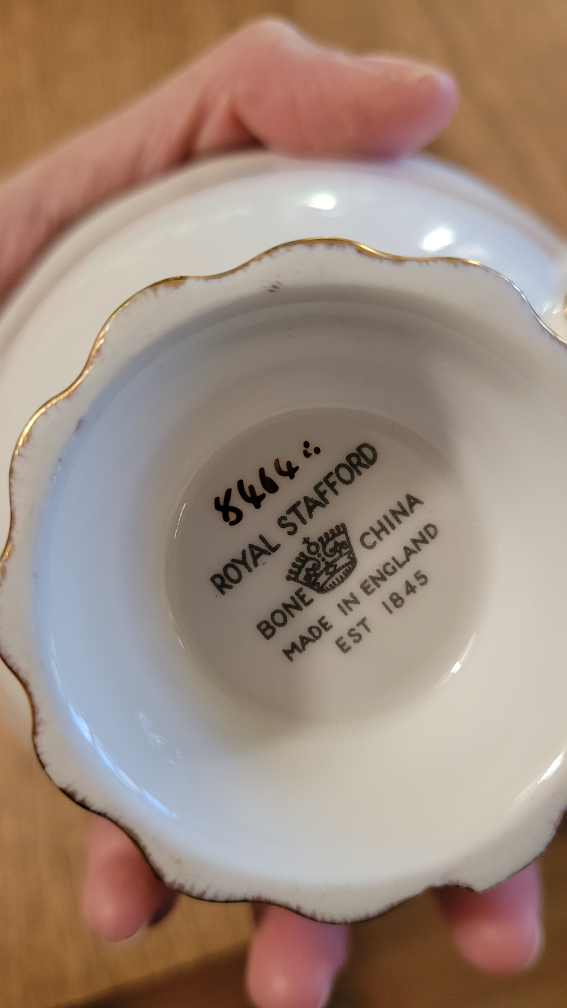 8464
ROYAL STAFFORD
BONE CHINA
MADE IN ENGLAND
EST 1845